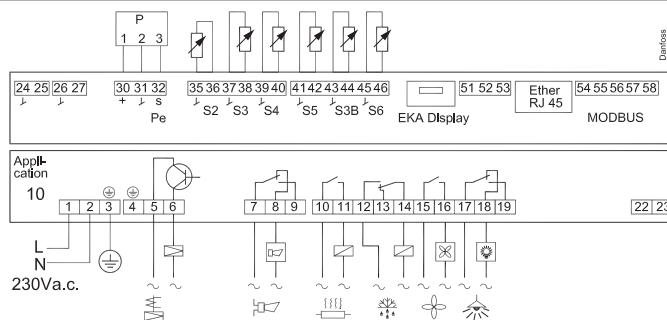 P
1 2 3
Danfoss
24 25 26 27 30 31 32 35 36 37 38 39 40 41 42 43 44 45 46 51 52 53 Ether RJ 45 54 55 56 57 58
+ s S2 S3 S4 S5 S3B S6
Pe EKA Display MODBUS
Appli-
cation
10
1 2 3 4 5 6 7 8 9 10 11 12 13 14 15 16 17 18 19 22 23
L
N
230Va.c.
~ ~ ~ ~ ~ ~ ~ ~ ~ ~ ~ ~